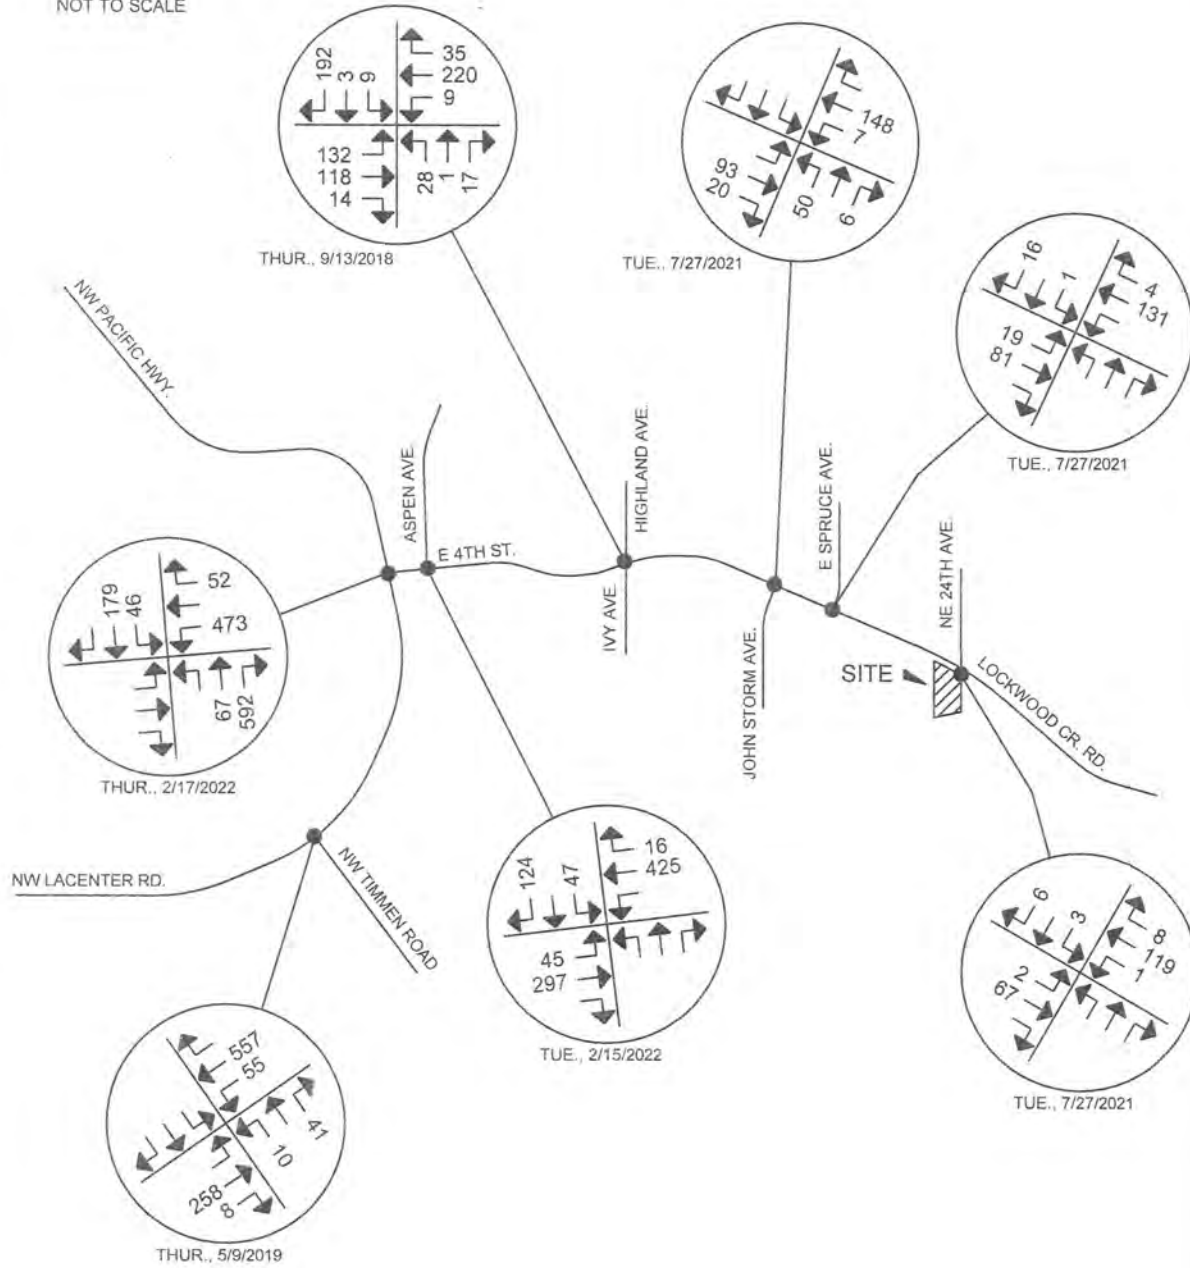 NOT TO SCALE
192
3
9
35
220
9
132
118
14
28
1
17
THUR., 9/13/2018
148
7
93
20
50
6
TUE., 7/27/2021
16
1
4
131
19
81
TUE., 7/27/2021
NW PACIFIC HWY.
ASPEN AVE.
E 4TH ST.
HIGHLAND AVE.
IVY AVE.
E SPRUCE AVE.
JOHN STORM AVE.
NE 24TH AVE.
SITE
LOCKWOOD CR. RD.
179
46
52
473
67
592
THUR., 2/17/2022
NW LACENTER RD.
NW TIMMEN ROAD
124
47
16
425
45
297
TUE., 2/15/2022
6
3
8
119
1
2
67
TUE., 7/27/2021
557
55
41
10
258
8
THUR., 5/9/2019